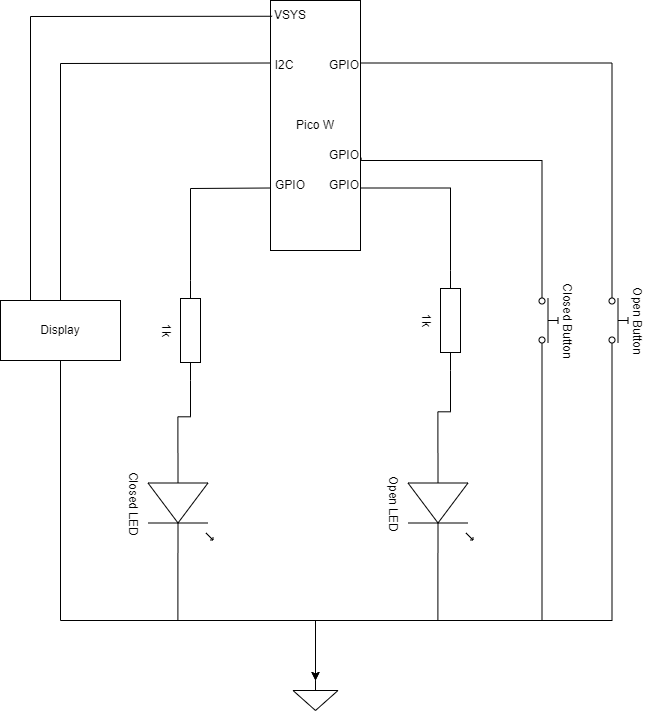 VSYS
I2C
GPIO
Pico W
GPIO
GPIO
GPIO
Closed Button
Open Button
Display
1k
1k
Closed LED
Open LED